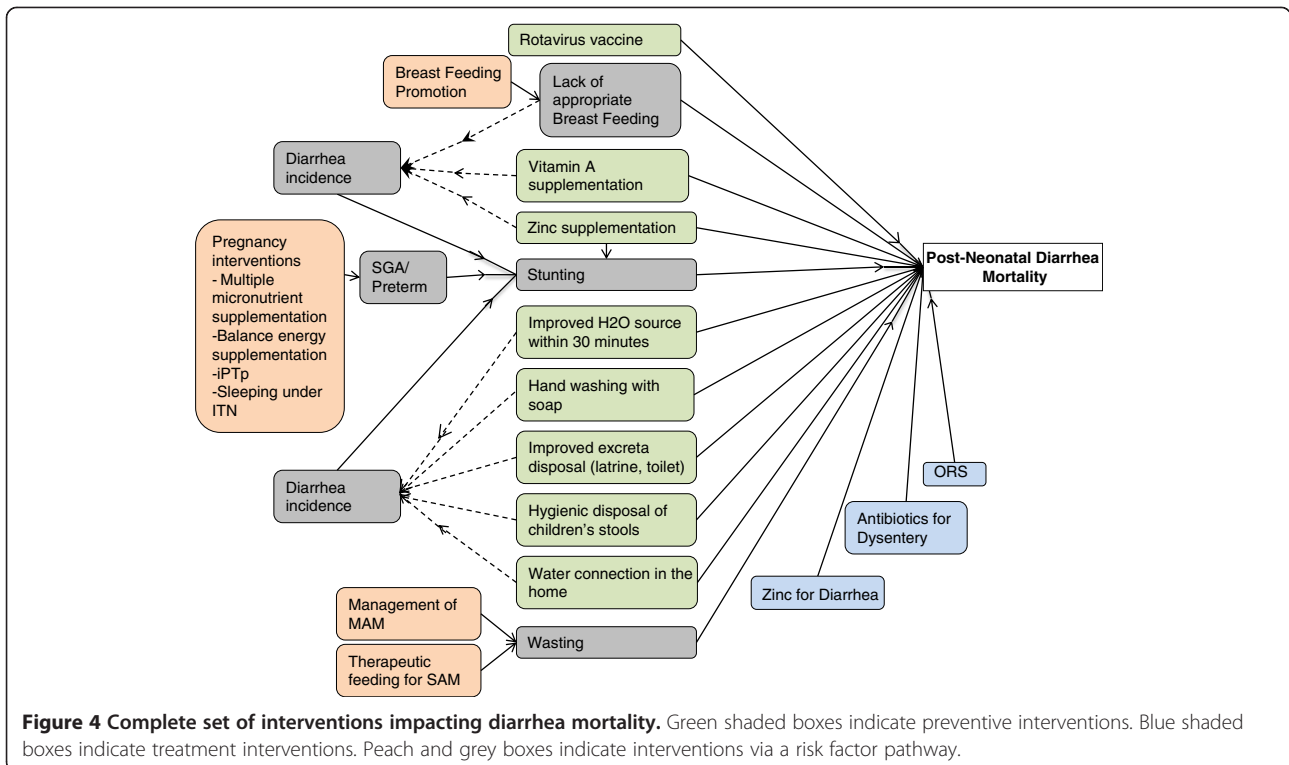 Rotavirus vaccine
Breast Feeding
Promotion
Lack of
appropriate
Breast Feeding
Diarrhea
incidence
Vitamin A
supplementation
Zinc supplementation
Pregnancy
interventions
- Multiple
micronutrient
supplementation
-Balance energy
supplementation
-iPTp
-Sleeping under
ITN
SGA/
Preterm
Stunting
Post-Neonatal Diarrhea
Mortality
Improved H2O source
within 30 minutes
Hand washing with
soap
Improved excreta
disposal (latrine, toilet)
Diarrhea
incidence
Hygienic disposal of
children's stools
Water connection in the
home
ORS
Antibiotics for
Dysentery
Zinc for Diarrhea
Management of
MAM
Therapeutic
feeding for SAM
Wasting
Figure 4 Complete set of interventions impacting diarrhea mortality. Green shaded boxes indicate preventive interventions. Blue shaded
boxes indicate treatment interventions. Peach and grey boxes indicate interventions via a risk factor pathway.